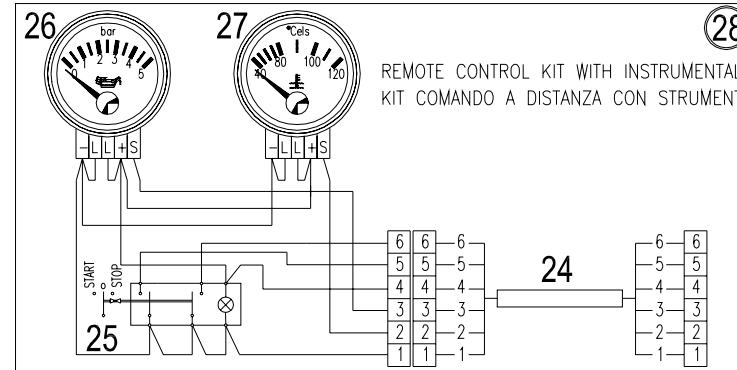 26
27
28
bar
0 1 2 3 4 5
°Cels
40 80 100 120
REMOTE CONTROL KIT WITH
KIT COMANDO A DISTANZA CON
- L L + S
- L L + S
START
O
STOP
25
24
6 6 6 6 6
5 5 5 5 5
4 4 4 4 4
3 3 3 3 3
2 2 2 2 2
1 1 1 1 1